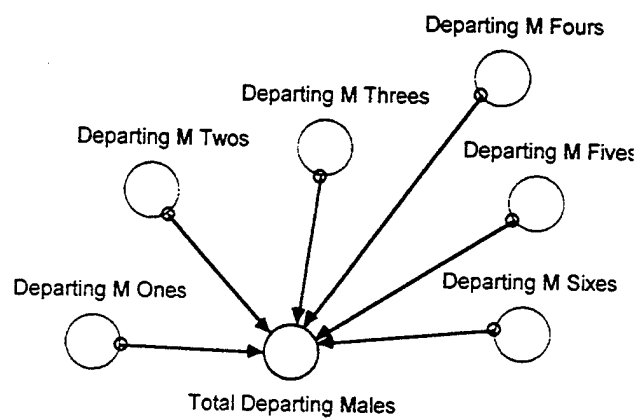 Departing M Fours
Departing M Threes
Departing M Twos
Departing M Fives
Departing M Sixes
Departing M Ones
Total Departing Males